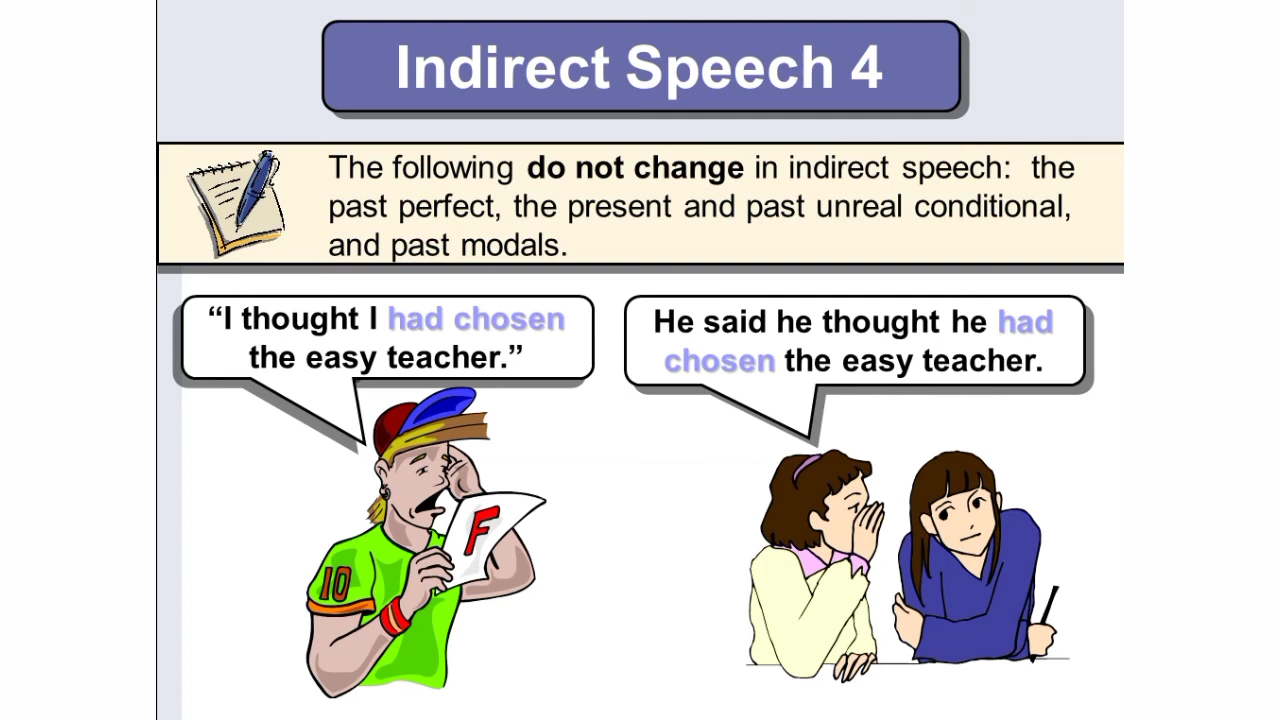 Indirect Speech 4
The following do not change in indirect speech: the
past perfect, the present and past unreal conditional,
and past modals.
“I thought I had chosen
the easy teacher.”
He said he thought he had
chosen the easy teacher.
F
10